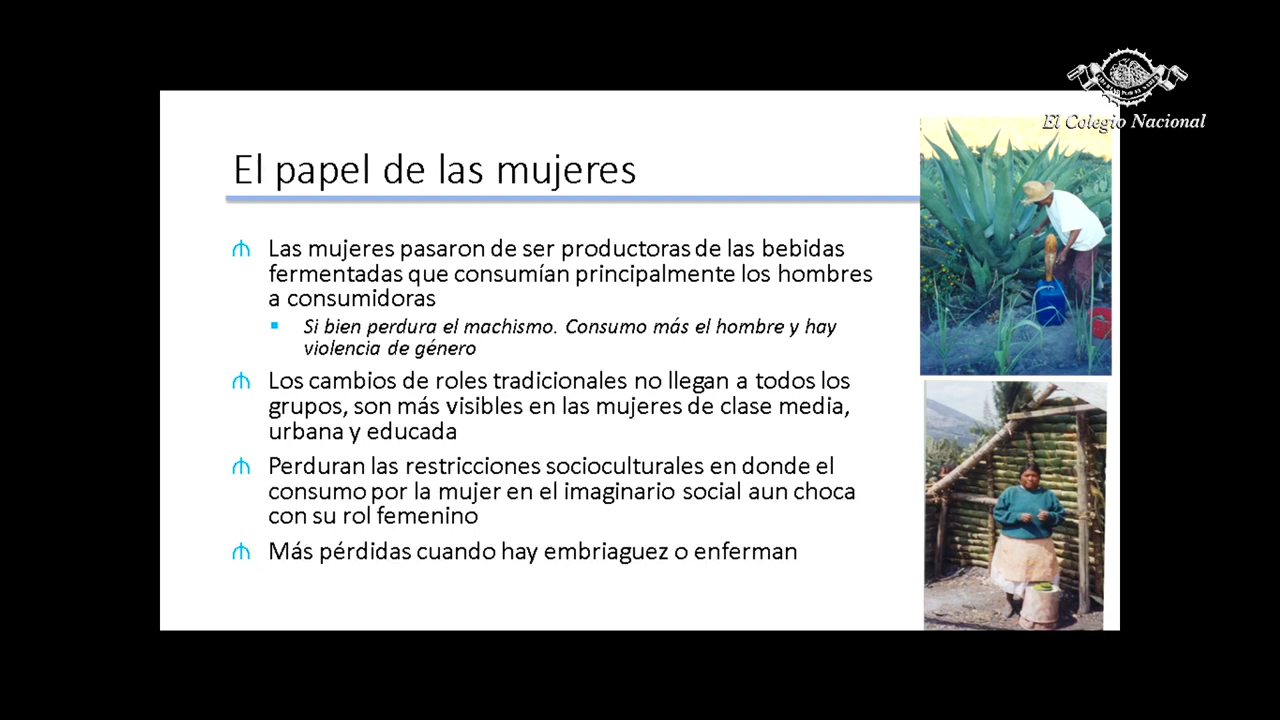 El Colegio Nacional
El papel de las mujeres
Las mujeres pasaron de ser productoras de las bebidas
fermentadas que consumían principalmente los hombres
a consumidoras
Si bien perdura el machismo. Consumo más el hombre y hay
violencia de género
Los cambios de roles tradicionales no llegan a todos los
grupos, son más visibles en las mujeres de clase media,
urbana y educada
Perduran las restricciones socioculturales en donde el
consumo por la mujer en el imaginario social aun choca
con su rol femenino
Más pérdidas cuando hay embriaguez o enferman